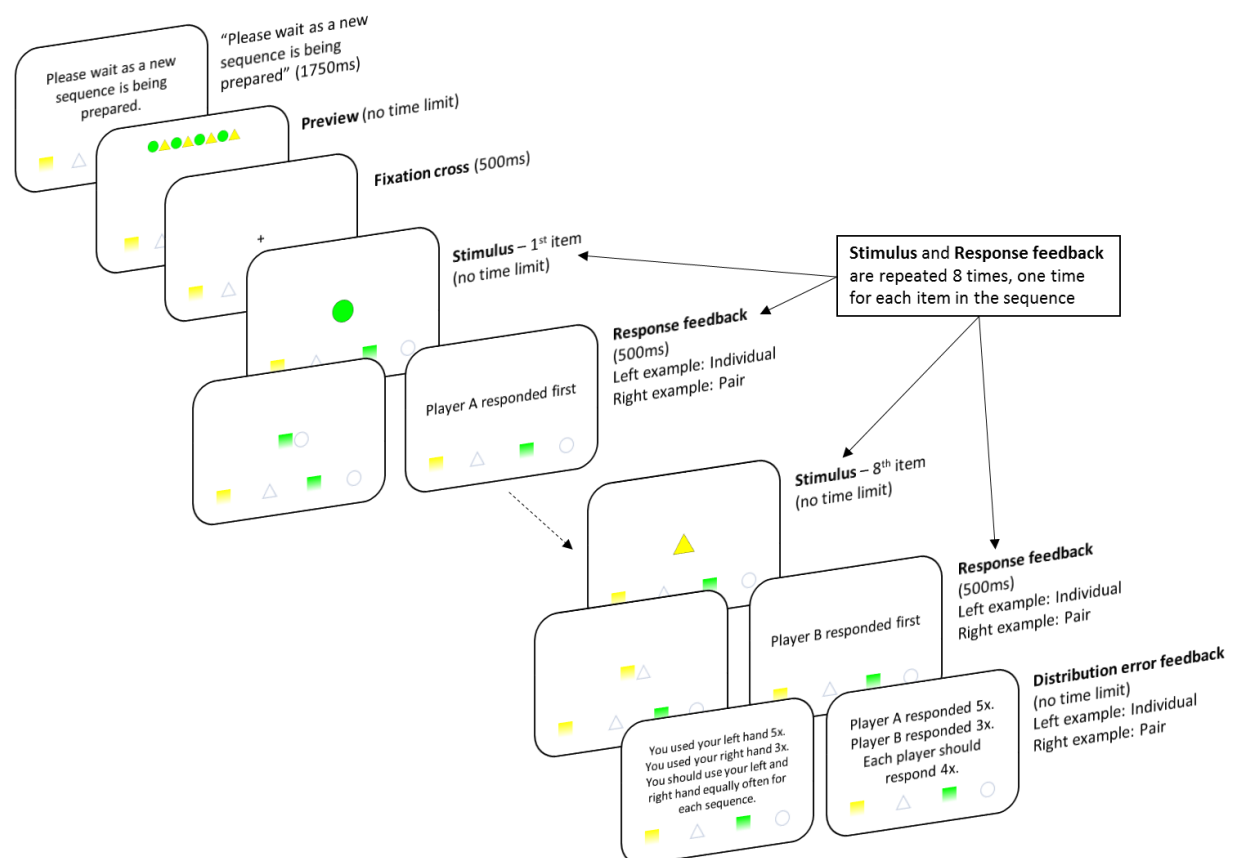 Please wait as a new
sequence is being
prepared.
“Please wait as a new
sequence is being
prepared” (1750ms)
Preview (no time limit)
Fixation cross (500ms)
+
Stimulus – 1st item
(no time limit)
Stimulus and Response feedback
are repeated 8 times, one time
for each item in the sequence
Response feedback
(500ms)
Left example: Individual
Right example: Pair
Player A responded first
Stimulus – 8th item
(no time limit)
Response feedback
(500ms)
Left example: Individual
Right example: Pair
Player B responded first
Distribution error feedback
(no time limit)
Left example: Individual
Right example: Pair
You used your left hand 5x.
You used your right hand 3x.
You should use your left and
right hand equally often for
each sequence.
Player A responded 5x.
Player B responded 3x.
Each player should
respond 4x.